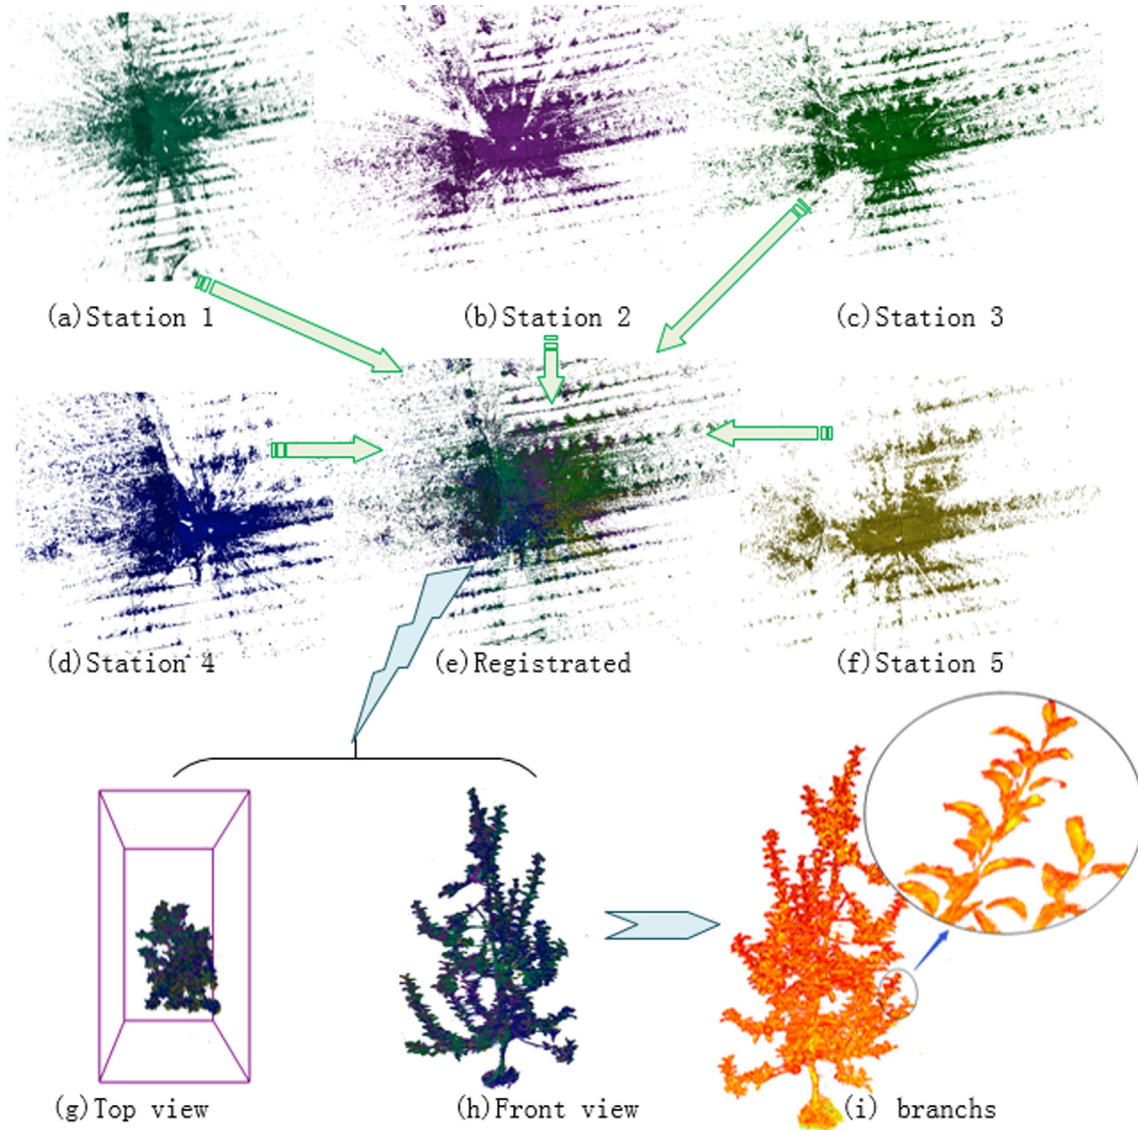 (a)Station 1
(b)Station 2
(c)Station 3
(d)Station 4
(e)Registrated
(f)Station 5
(g)Top view
(h)Front view
(i) branchs